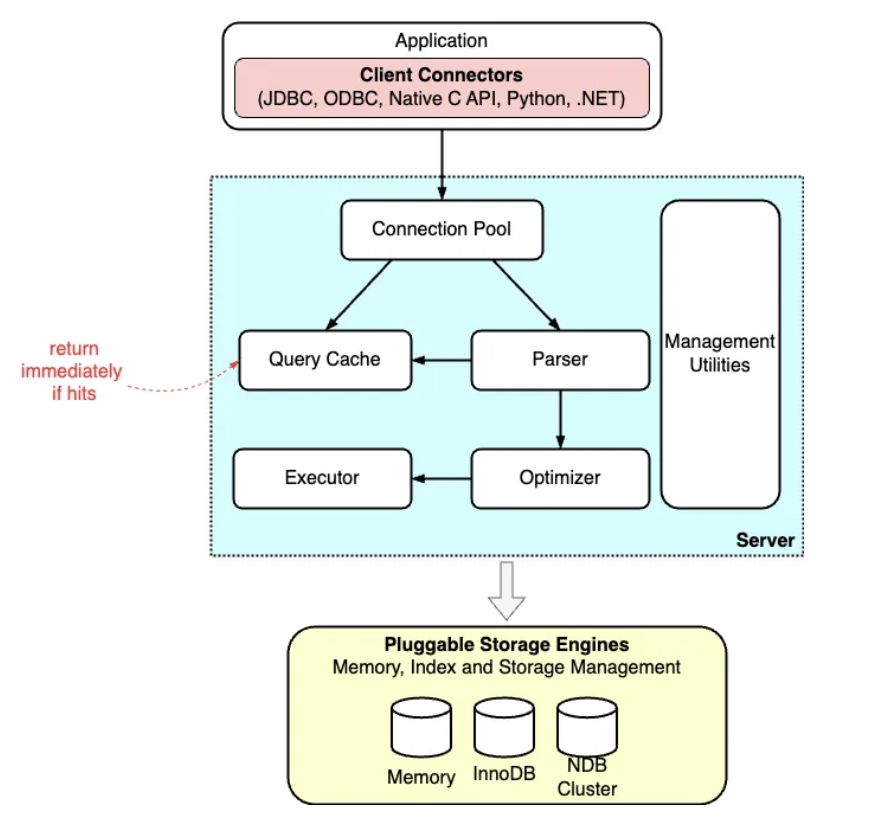 Application
Client Connectors
(JDBC, ODBC, Native C API, Python, .NET)
Connection Pool
Management
Utilities
return
immediately
if hits
Query Cache
Parser
Executor
Optimizer
Server
Pluggable Storage Engines
Memory, Index and Storage Management
Memory
InnoDB
NDB
Cluster